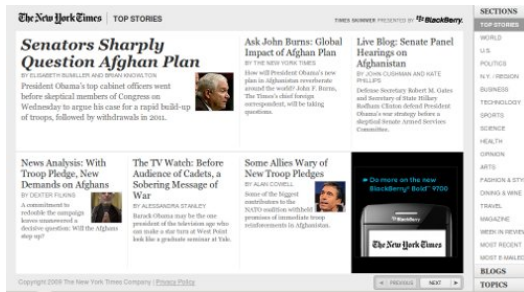 The New York Times | TOP STORIES
TIMES SKIMMER PRESENTED BY BlackBerry.
Senators Sharply
Question Afghan Plan
BY ELISABETH BUMILLER AND BRIAN KNOWLTON
President Obama's top cabinet officers went
before skeptical members of Congress on
Wednesday to argue his case for a rapid build-up
of troops, followed by withdrawals in 2011.
Ask John Burns: Global
Impact of Afghan Plan
BY THE NEW YORK TIMES
How will President Obama's new
plan in Afghanistan reverberate
around the world? John F. Burns,
The Times's chief foreign
correspondent, will be taking
questions.
Live Blog: Senate Panel
Hearings on
Afghanistan
BY JOHN CUSHMAN AND KATE
PHILLIPS
Defense Secretary Robert M. Gates
and Secretary of State Hillary
Rodham Clinton defend President
Obama's war strategy before a
skeptical Senate Armed Services
Committee.
News Analysis: With
Troop Pledge, New
Demands on Afghans
BY DEXTER FILKINS
A commitment to
redouble the campaign
leaves unanswered a
decisive question: Will the Afghans
step up?
The TV Watch: Before
Audience of Cadets, a
Sobering Message of
War
BY ALESSANDRA STANLEY
Barack Obama may be the one
president of the television age who
can make a star turn at West Point
look like a graduate seminar at Yale.
Some Allies Wary of
New Troop Pledges
BY ALAN COWELL
Some of the biggest
contributors to the
NATO coalition withheld
promises of immediate troop
reinforcements in Afghanistan.
Do more on the new
BlackBerry Bold 9700
BlackBerry
The New York Times
Copyright 2009 The New York Times Company | Privacy Policy
PREVIOUS NEXT
SECTIONS
TOP STORIES
WORLD
U.S.
POLITICS
N.Y. / REGION
BUSINESS
TECHNOLOGY
SPORTS
SCIENCE
HEALTH
OPINION
ARTS
FASHION & STY
DINING & WINE
TRAVEL
MAGAZINE
WEEK IN REVIEW
MOST RECENT
MOST E-MAILED
BLOGS
TOPICS